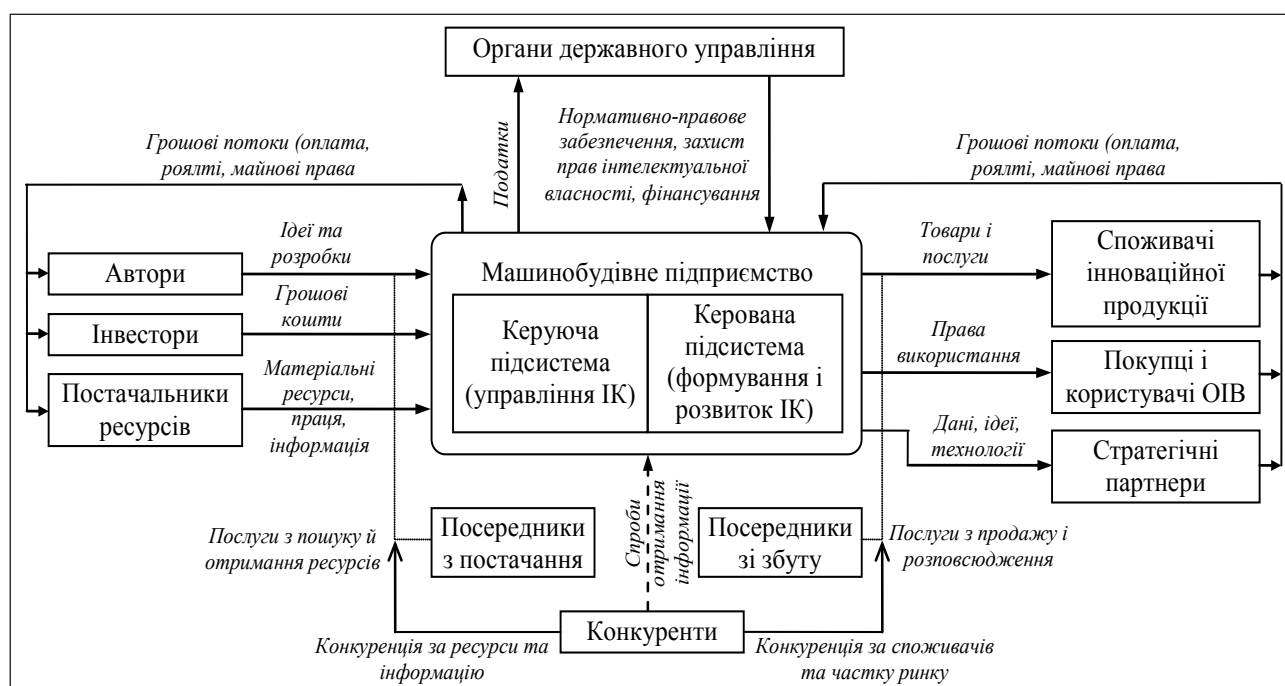 Органи державного управління
Податки
Нормативно-правове
забезпечення, захист
прав інтелектуальної
власності, фінансування
Грошові потоки (оплата,
роялті, майнові права
Грошові потоки (оплата,
роялті, майнові права
Автори
Інвестори
Постачальники
ресурсів
Ідеї та
розробки
Грошові
кошти
Матеріальні
ресурси,
праця,
інформація
Машинобудівне підприємство
Керуюча
підсистема
(управління ІК)
Керована
підсистема
(формування і
розвиток ІК)
Товари і
послуги
Права
використання
Дані, ідеї,
технології
Споживачі
інноваційної
продукції
Покупці і
користувачі ОІВ
Стратегічні
партнери
Послуги з пошуку й
отримання ресурсів
Посередники
з постачання
Спроби
отримання
інформації
Посередники
зі збуту
Послуги з продажу і
розповсюдження
Конкуренти
Конкуренція за ресурси та
інформацію
Конкуренція за споживачів
та частку ринку